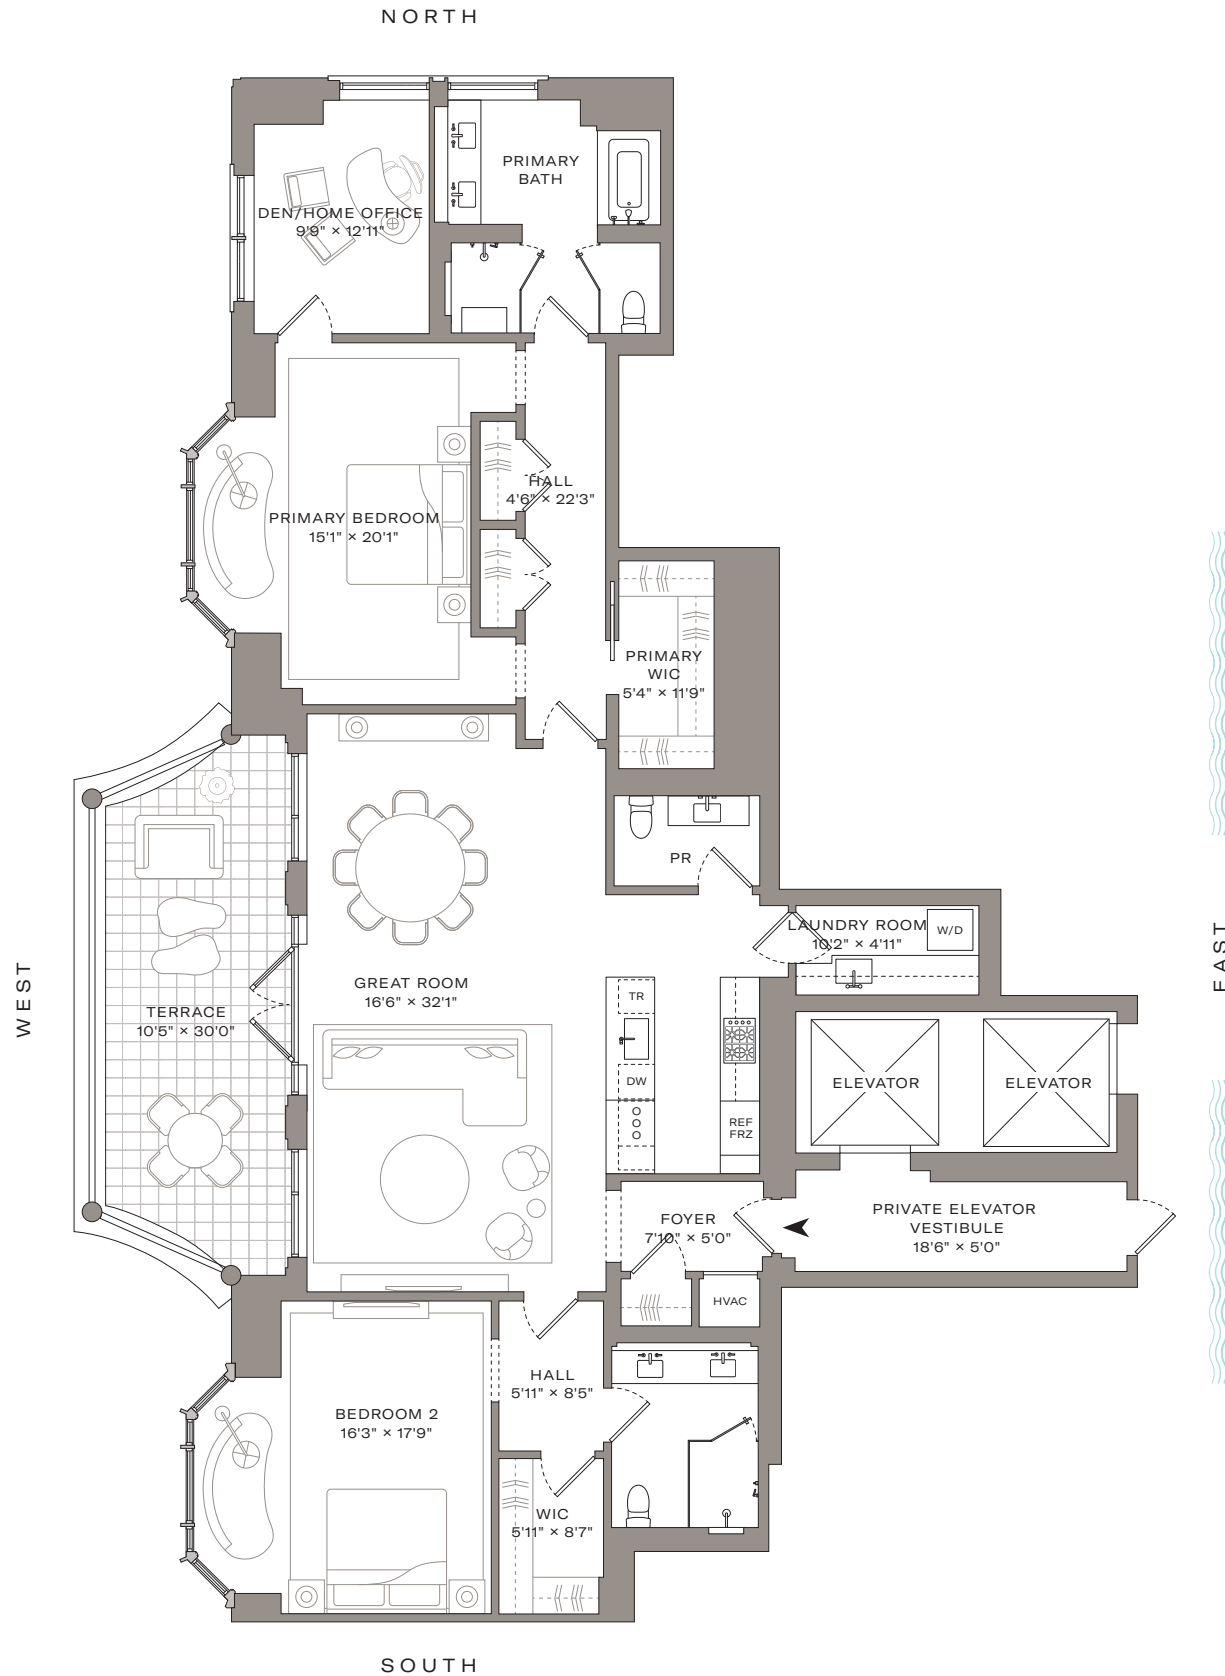 NORTH
PRIMARY
BATH
DEN/HOME OFFICE
9'9" × 12'11"
HALL
4'6" × 22'3"
PRIMARY BEDROOM
15'1" × 20'1"
PRIMARY
WIC
5'4" × 11'9"
PR
LAUNDRY ROOM
10'2" × 4'11"
W/D
WEST
EAST
GREAT ROOM
16'6" × 32'1"
TERRACE
10'5" × 30'0"
TR
DW
REF
FRZ
ELEVATOR
ELEVATOR
FOYER
7'10" × 5'0"
PRIVATE ELEVATOR
VESTIBULE
18'6" × 5'0"
HVAC
HALL
5'11" × 8'5"
BEDROOM 2
16'3" × 17'9"
WIC
5'11" × 8'7"
SOUTH